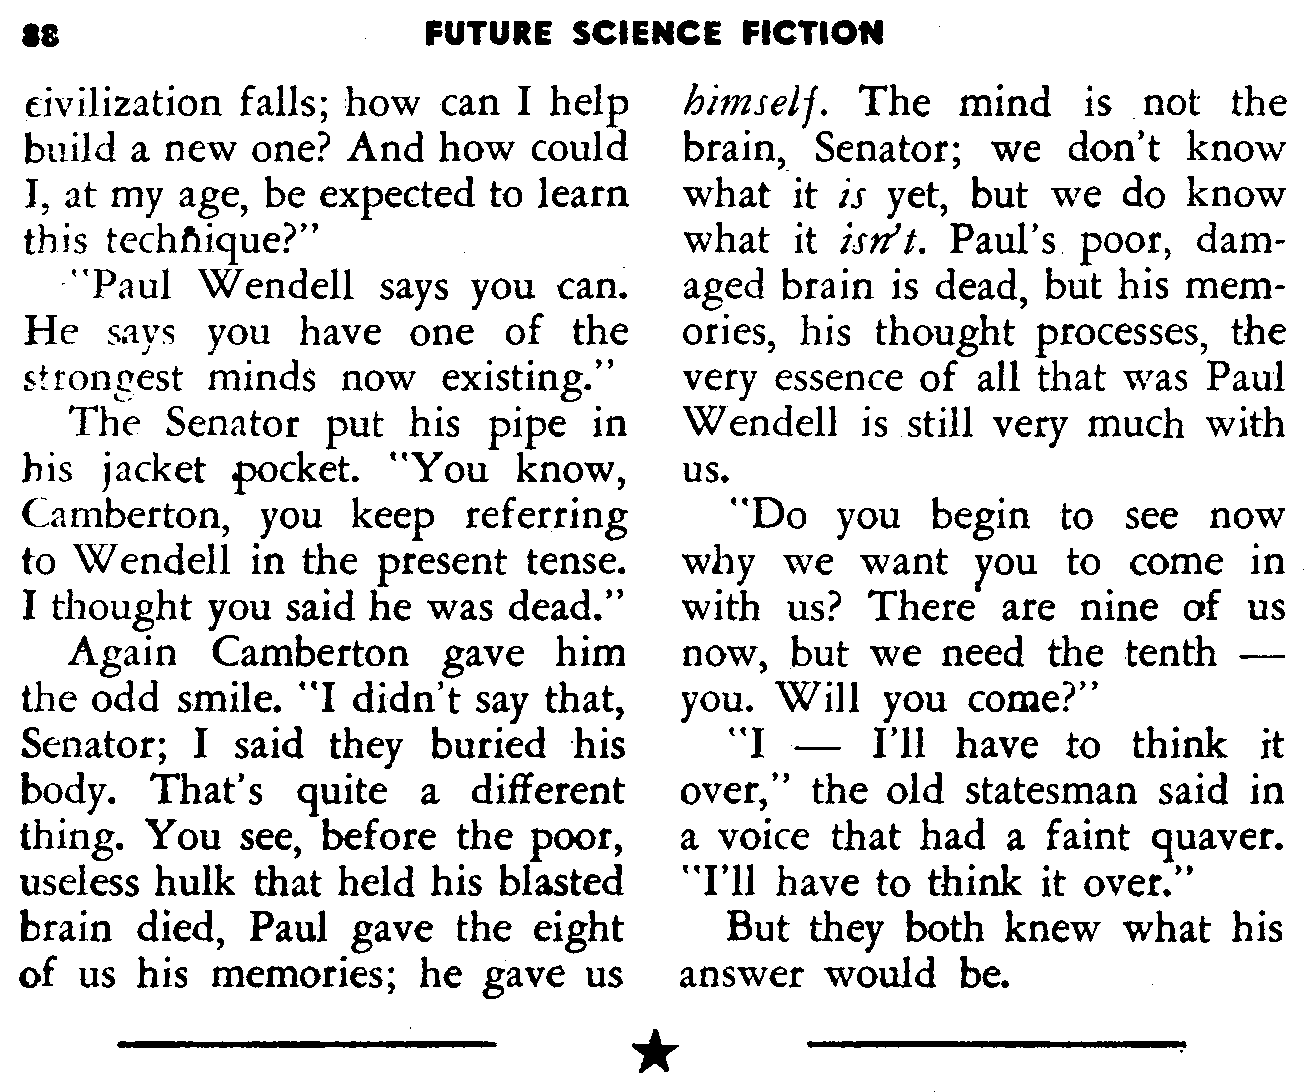 88 FUTURE SCIENCE FICTION
civilization falls; how can I help
build a new one? And how could
I, at my age, be expected to learn
this technique?"
"Paul Wendell says you can.
He says you have one of the
strongest minds now existing."
The Senator put his pipe in
his jacket pocket. "You know,
Camberton, you keep referring
to Wendell in the present tense.
I thought you said he was dead."
Again Camberton gave him
the odd smile. "I didn't say that,
Senator; I said they buried his
body. That's quite a different
thing. You see, before the poor,
useless hulk that held his blasted
brain died, Paul gave the eight
of us his memories; he gave us
himself. The mind is not the
brain, Senator; we don't know
what it is yet, but we do know
what it isn't. Paul's poor, dam-
aged brain is dead, but his mem-
ories, his thought processes, the
very essence of all that was Paul
Wendell is still very much with
us.
"Do you begin to see now
why we want you to come in
with us? There are nine of us
now, but we need the tenth —
you. Will you come?"
"I — I'll have to think it
over," the old statesman said in
a voice that had a faint quaver.
"I'll have to think it over."
But they both knew what his
answer would be.